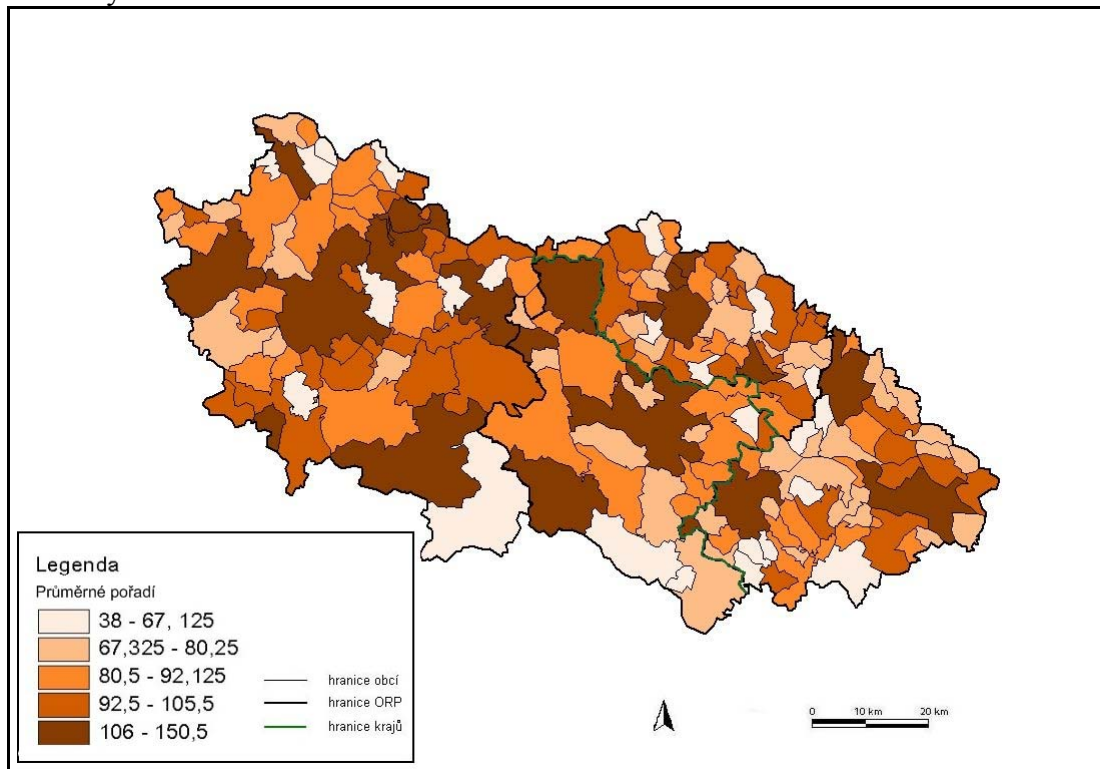 Legenda
Průměrné pořadí
38 - 67, 125
67,325 - 80,25
80,5 - 92,125
92,5 - 105,5
106 - 150,5
hranice obcí
hranice ORP
hranice krajů
0 10 km 20 km